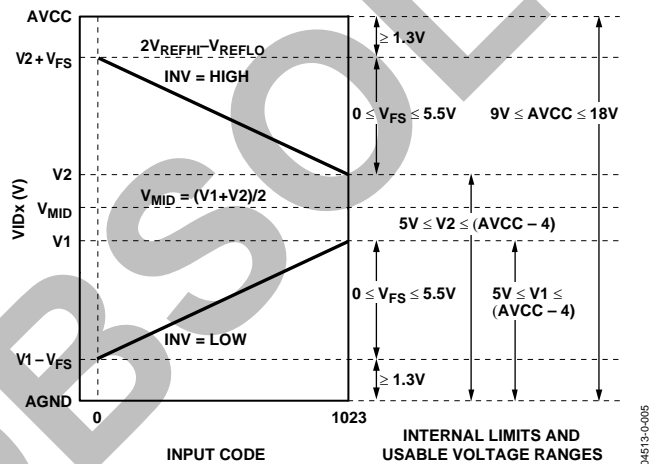 AVCC
≥ 1.3V
V2 + VFS
2VREFHI–VREFLO
INV = HIGH
0 ≤ VFS ≤ 5.5V
9V ≤ AVCC ≤ 18V
V2
VMID = (V1+V2)/2
VMID
5V ≤ V2 ≤ (AVCC – 4)
V1
VIDx (V)
0 ≤ VFS ≤ 5.5V
5V ≤ V1 ≤
(AVCC – 4)
INV = LOW
V1 – VFS
≥ 1.3V
AGND
0
1023
INPUT CODE
INTERNAL LIMITS AND
USABLE VOLTAGE RANGES
04513-0-005